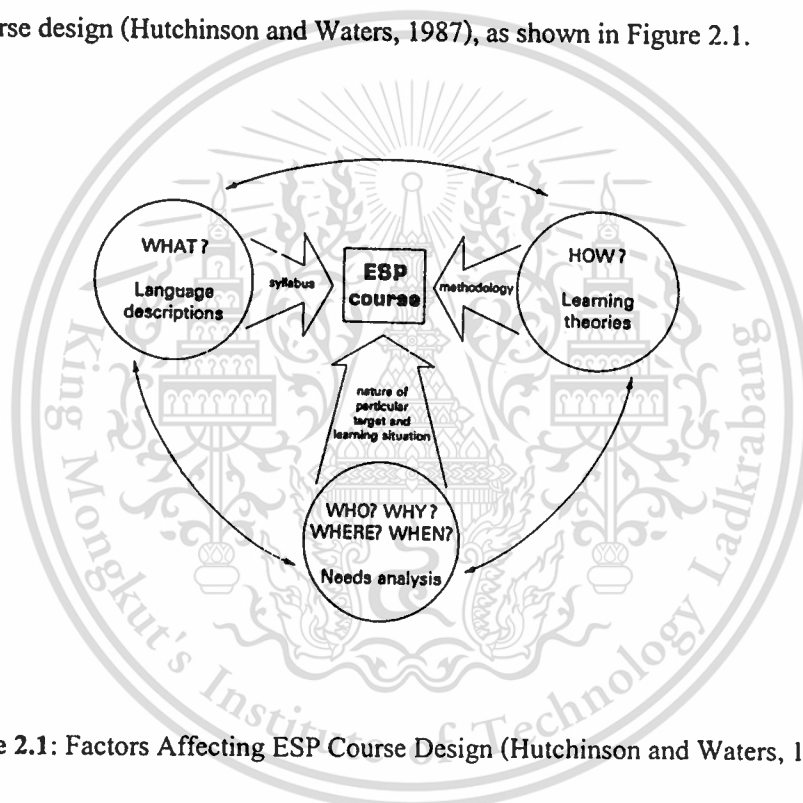 rse design (Hutchinson and Waters, 1987), as shown in Figure 2.1.
WHAT?
Language
descriptions
syllabus
ESP
course
methodology
HOW?
Learning
theories
nature of
particular
target and
learning situation
WHO? WHY?
WHERE? WHEN?
Needs analysis
King Mongkut's Institute of Technology Ladkrabang
e 2.1: Factors Affecting ESP Course Design (Hutchinson and Waters, 1